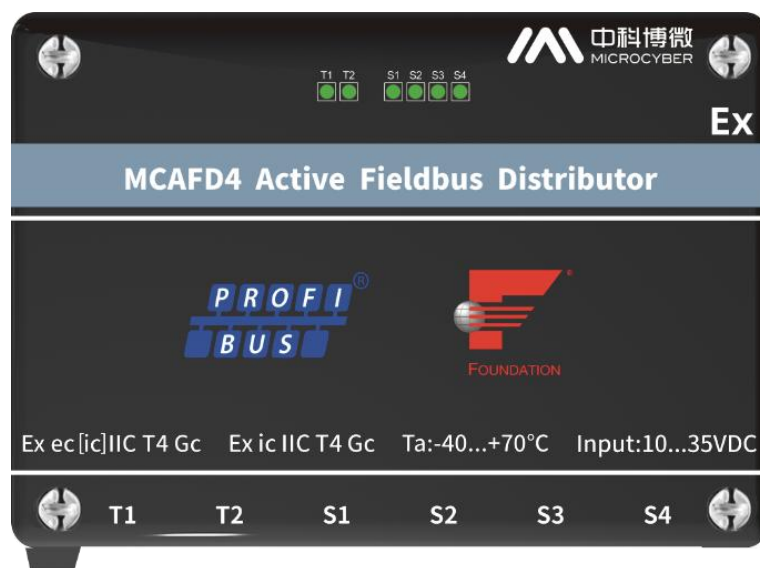 中科博微
MICROCYBER
T1 T2 S1 S2 S3 S4
Ex
MCAFD4 Active Fieldbus Distributor
PROFI®
BUS
FOUNDATION
Ex ec[ic]IIC T4 Gc Ex ic IIC T4 Gc Ta:-40...+70°C Input:10...35VDC
T1 T2 S1 S2 S3 S4